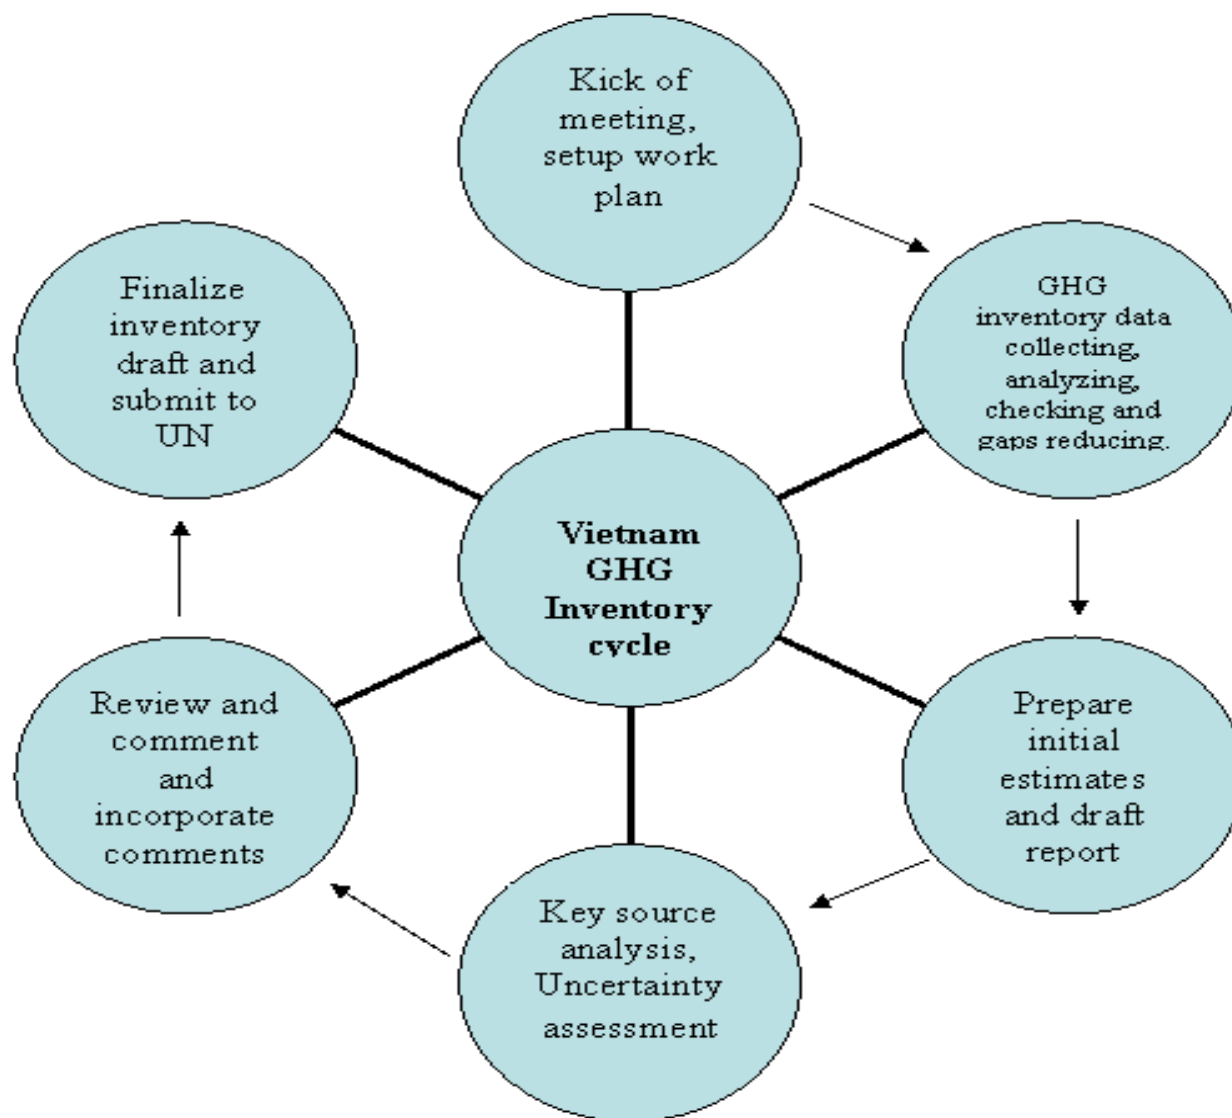 Kick of
meeting,
setup work
plan
GHG
inventory data
collecting,
analyzing,
checking and
gaps reducing.
Prepare
initial
estimates
and draft
report
Key source
analysis,
Uncertainty
assessment
Review and
comment
and
incorporate
comments
Finalize
inventory
draft and
submit to
UN
Vietnam
GHG
Inventory
cycle